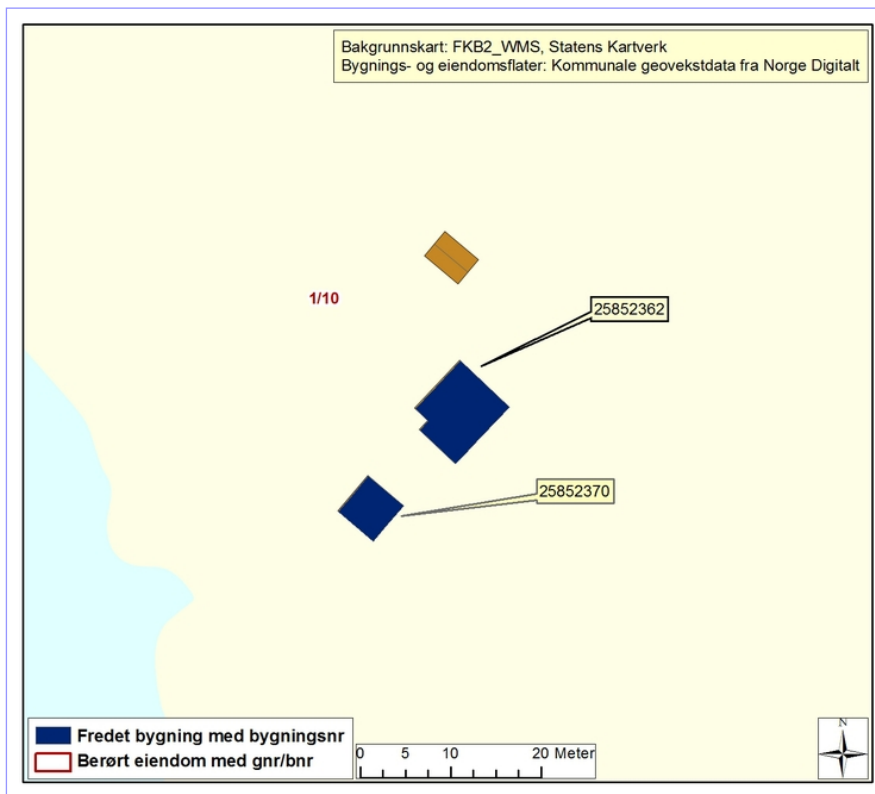 Bakgrunnskart: FKB2_WMS, Statens Kartverk
Bygnings- og eiendomsflater: Kommunale geovekstdata fra Norge Digitalt
1/10
25852362
25852370
Fredet bygning med bygningsnr
Berørt eiendom med gnr/bnr
0 5 10 20 Meter
N